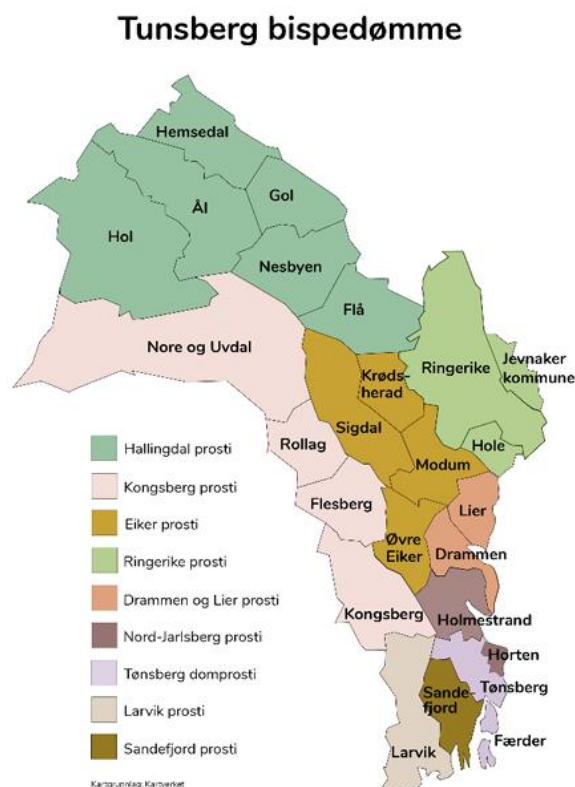 Tunsberg bispedømme
Hemsedal
Gol
Ål
Hol
Nesbyen
Flå
Nore og Uvdal
Ringerike
Jevnaker
kommune
Krøds-
herad
Sigdal
Rollag
Hole
Modum
Flesberg
Lier
Øvre
Eiker
Drammen
Kongsberg
Holmestrand
Horten
Tønsberg
Sande-
fjord
Færder
Larvik
Hallingdal prosti
Kongsberg prosti
Eiker prosti
Ringerike prosti
Drammen og Lier prosti
Nord-Jarlsberg prosti
Tønsberg domprosti
Larvik prosti
Sandefjord prosti
Kartgrunnlag: Kartverket